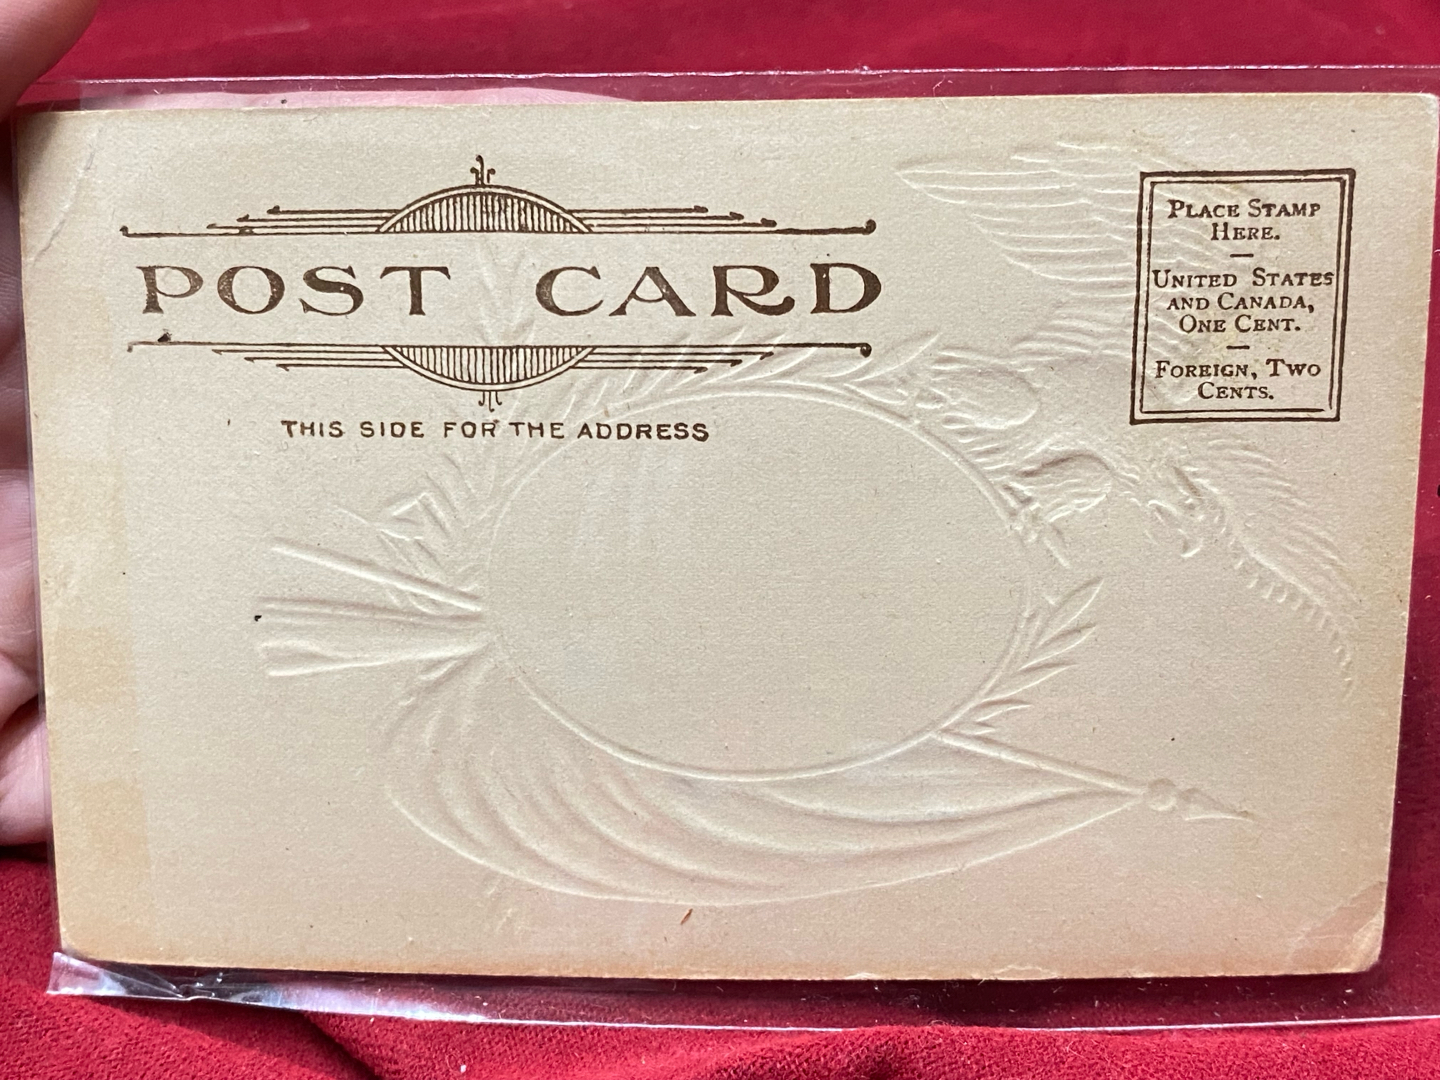 POST CARD
THIS SIDE FOR THE ADDRESS
PLACE STAMP
HERE.
—
UNITED STATES
AND CANADA,
ONE CENT.
—
FOREIGN, TWO
CENTS.